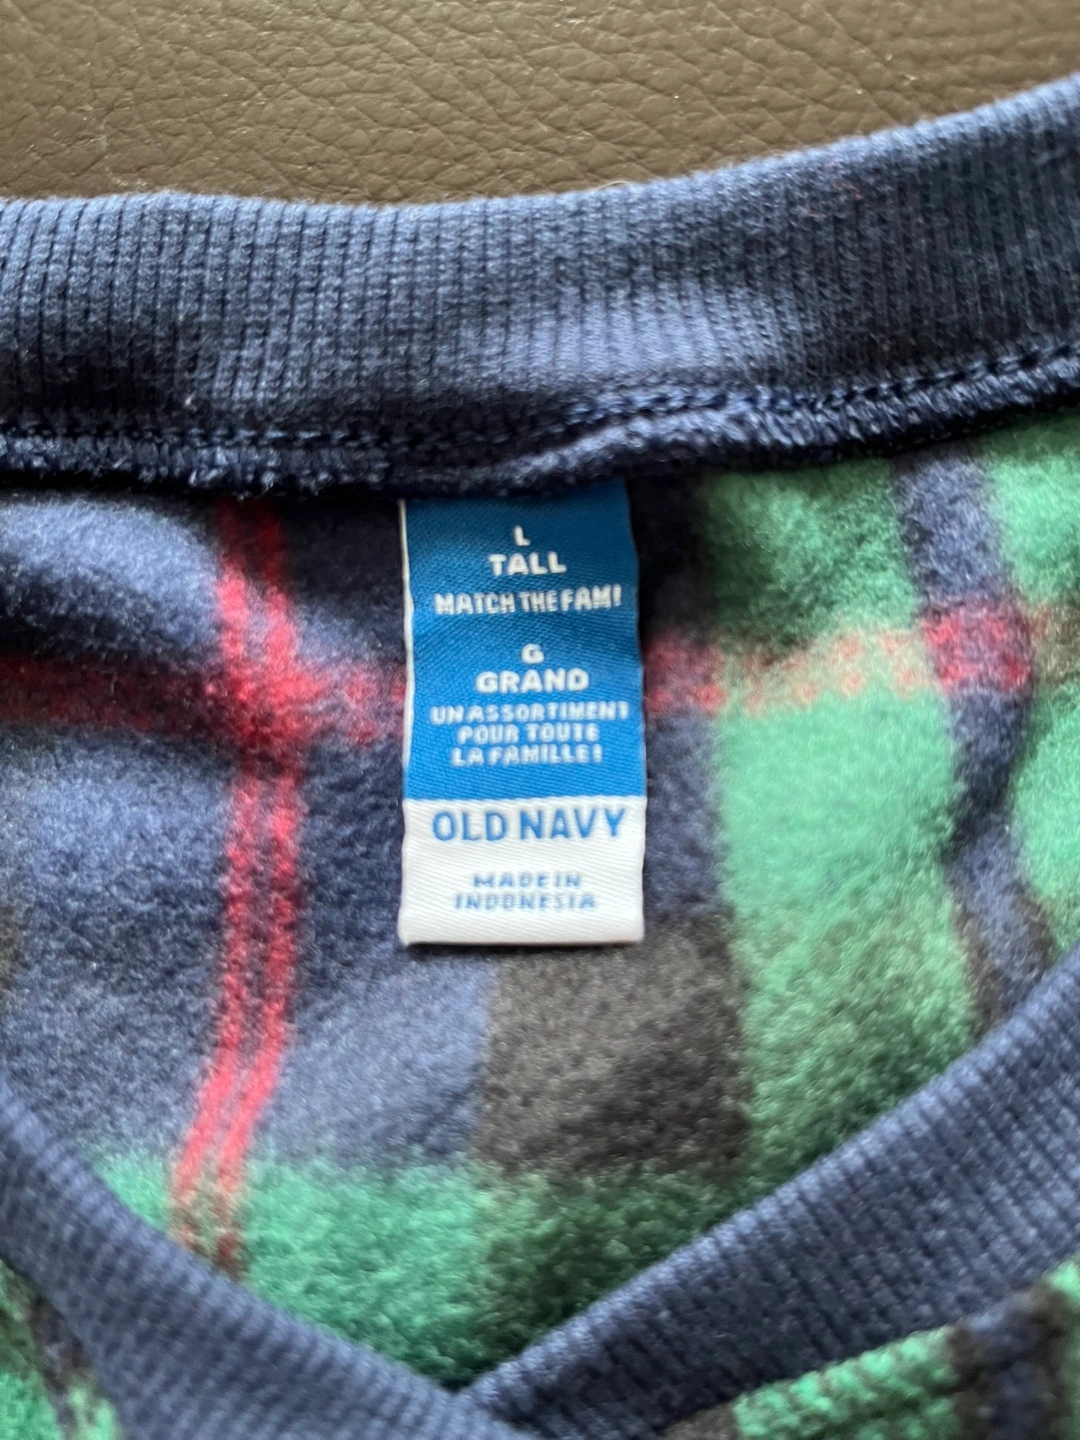 L
TALL
MATCH THE FAM!
G
GRAND
UN ASSORTIMENT
POUR TOUTE
LA FAMILLE!
OLD NAVY
MADE IN
INDONESIA